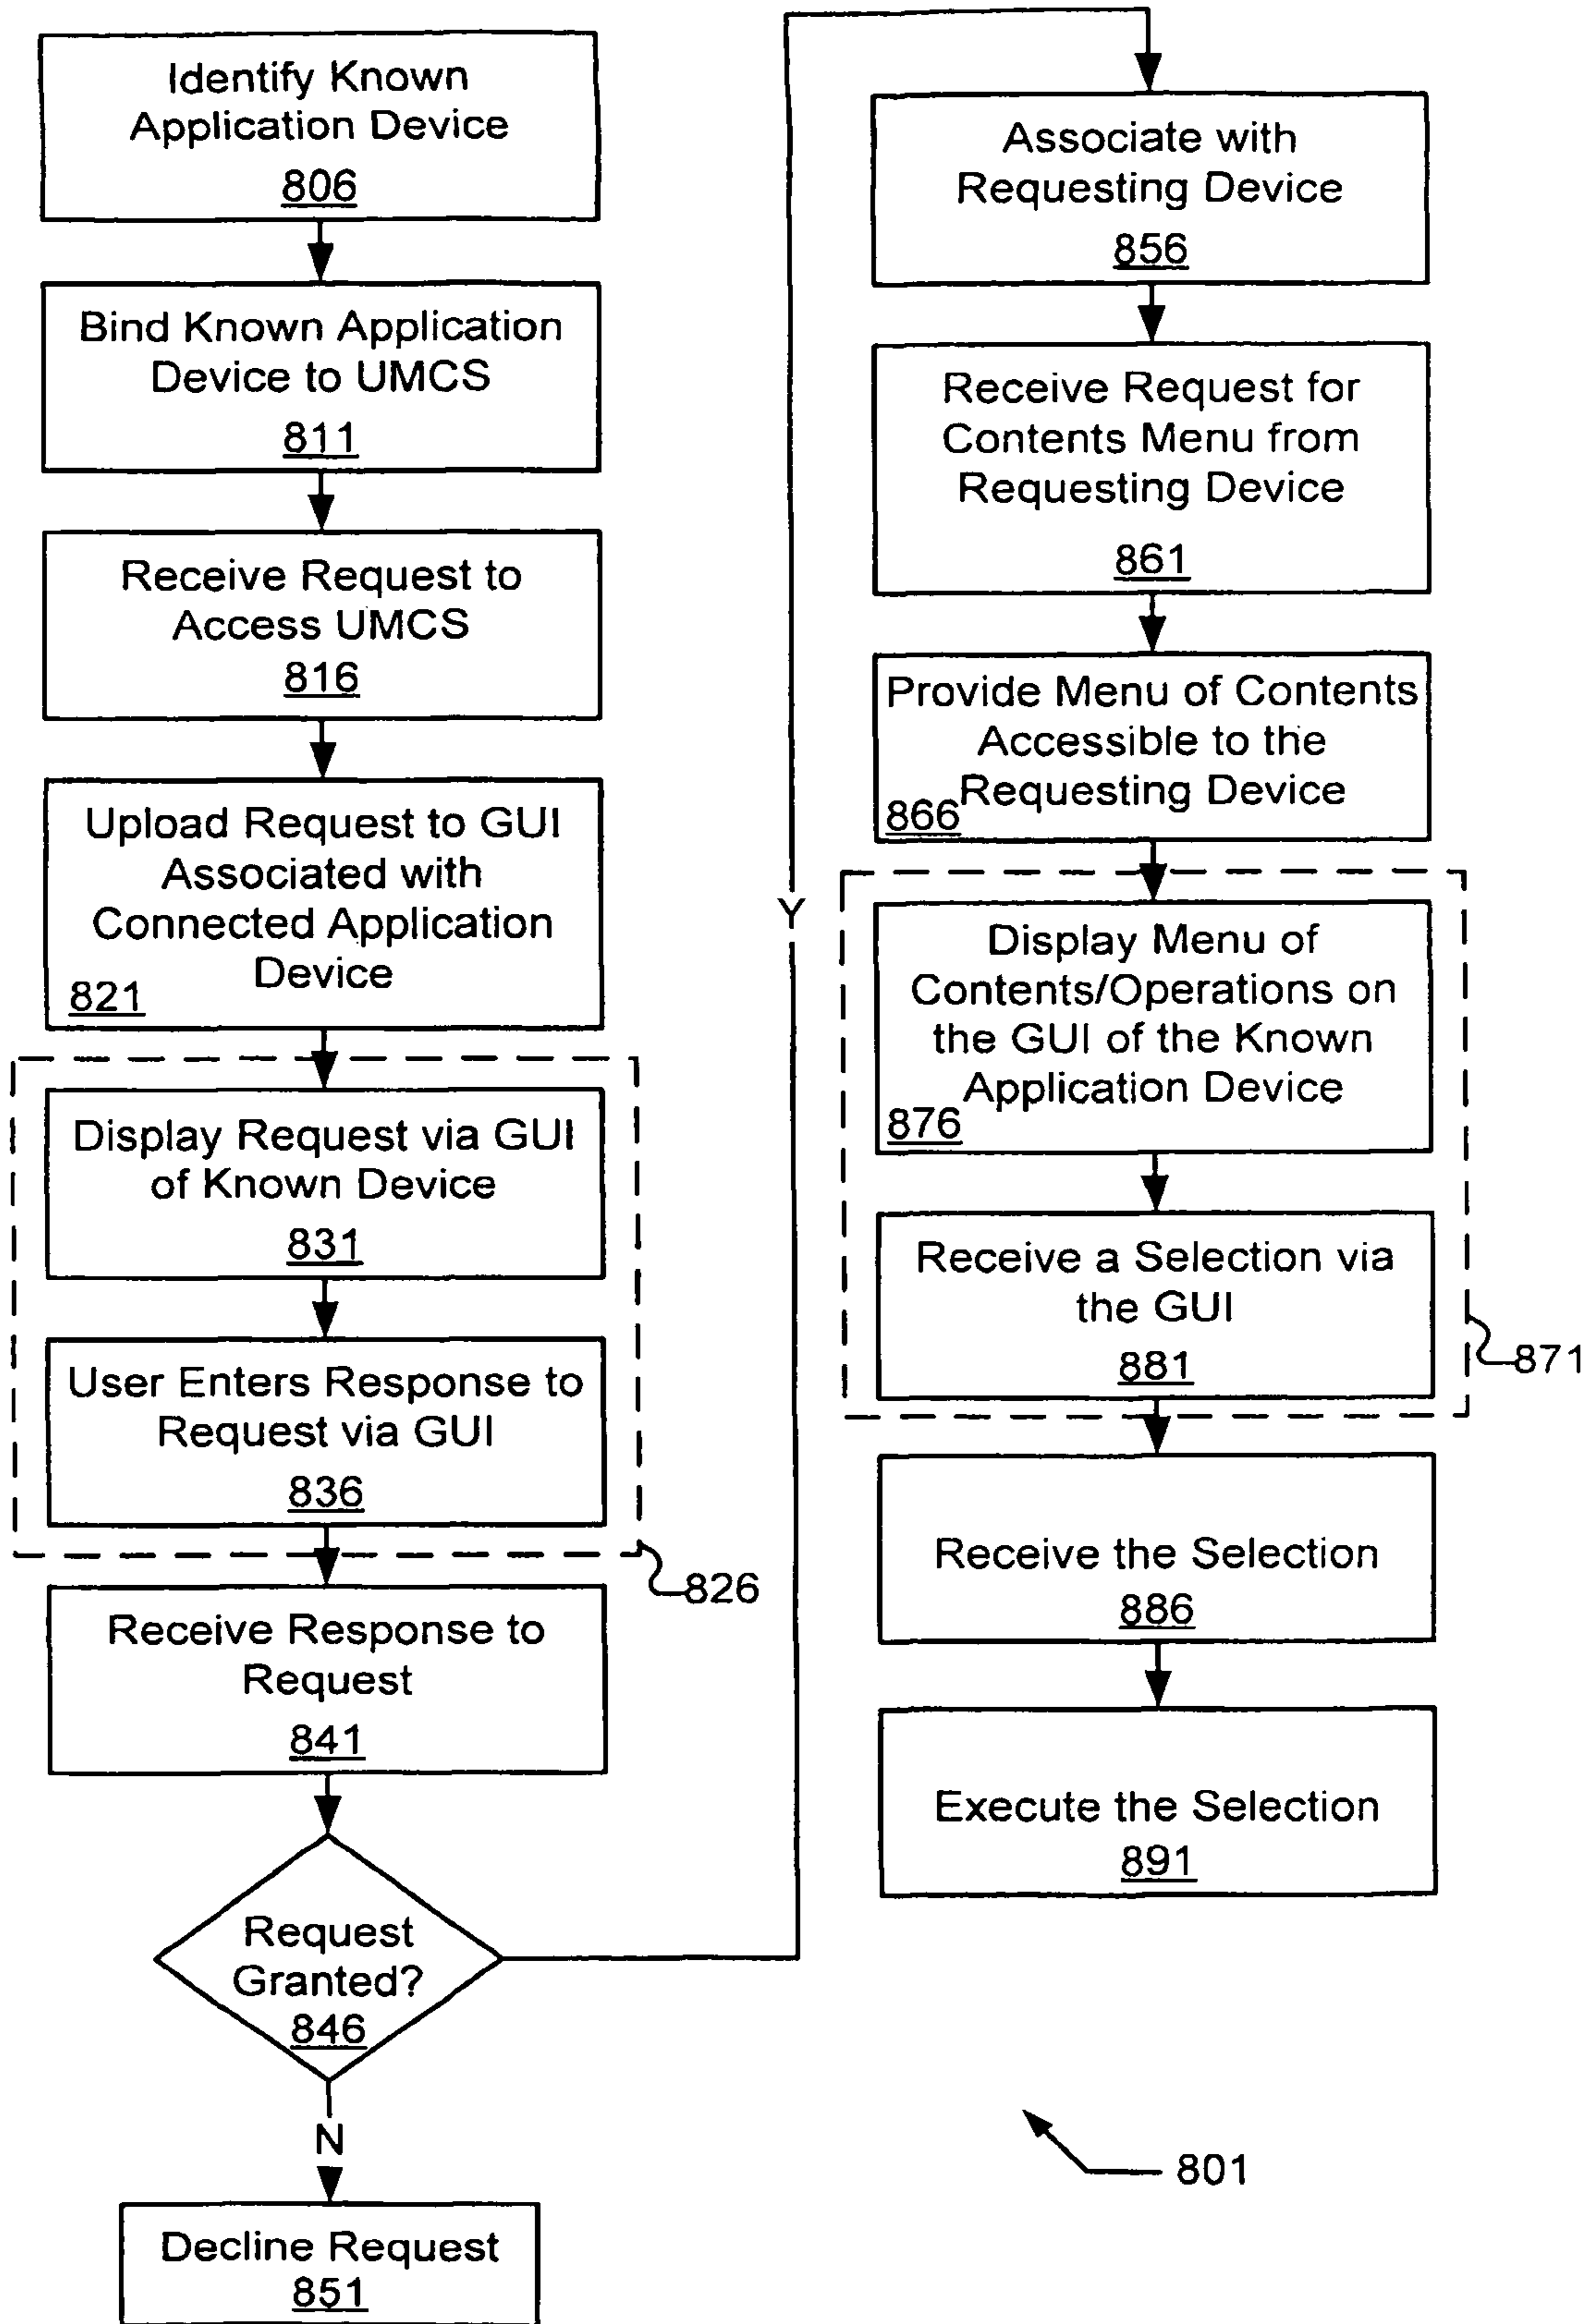 Identify Known
Application Device
806
Bind Known Application
Device to UMCS
811
Receive Request to
Access UMCS
816
Upload Request to GUI
Associated with
Connected Application
Device
821
Display Request via GUI
of Known Device
831
User Enters Response to
Request via GUI
836
826
Receive Response to
Request
841
Request
Granted?
846
N
Decline Request
851
Y
Associate with
Requesting Device
856
Receive Request for
Contents Menu from
Requesting Device
861
Provide Menu of Contents
Accessible to the
Requesting Device
866
Display Menu of
Contents/Operations on
the GUI of the Known
Application Device
876
Receive a Selection via
the GUI
881
871
Receive the Selection
886
Execute the Selection
891
801